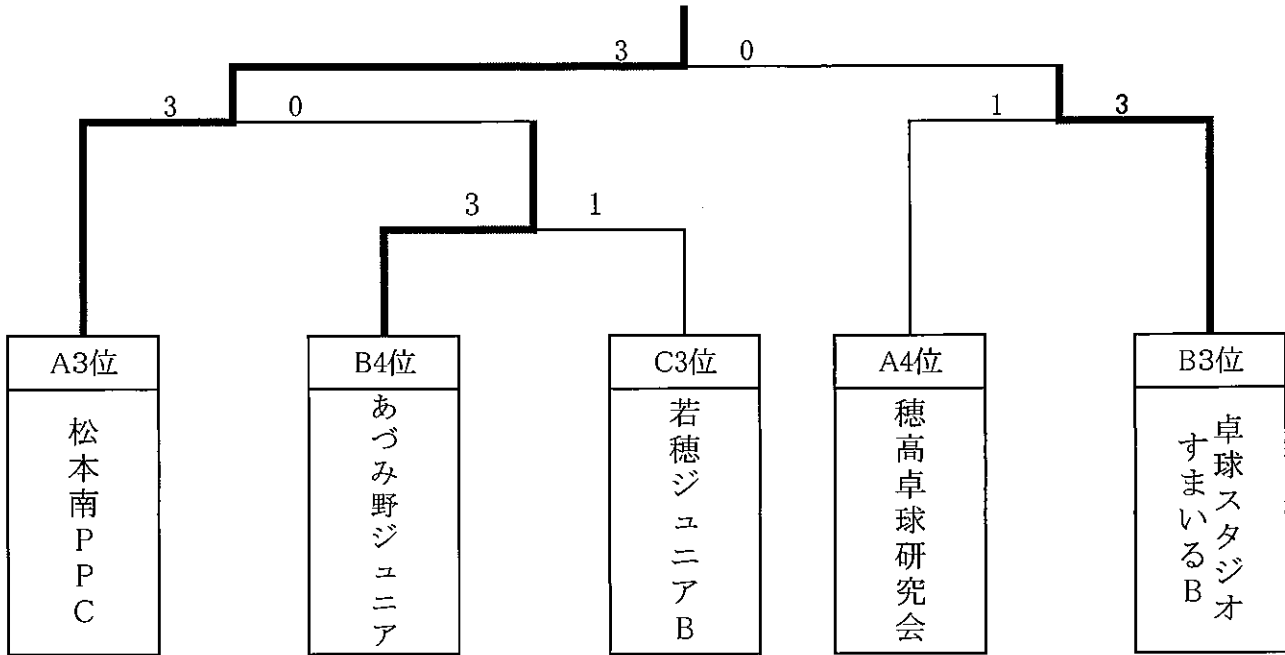 3 0
3 0
1 3
3 1
A3位
B4位
C3位
A4位
B3位
松本南PPC
あづみ野ジュニア
若穂ジュニアB
穂高卓球研究会
卓球スタジオ
すまいるB